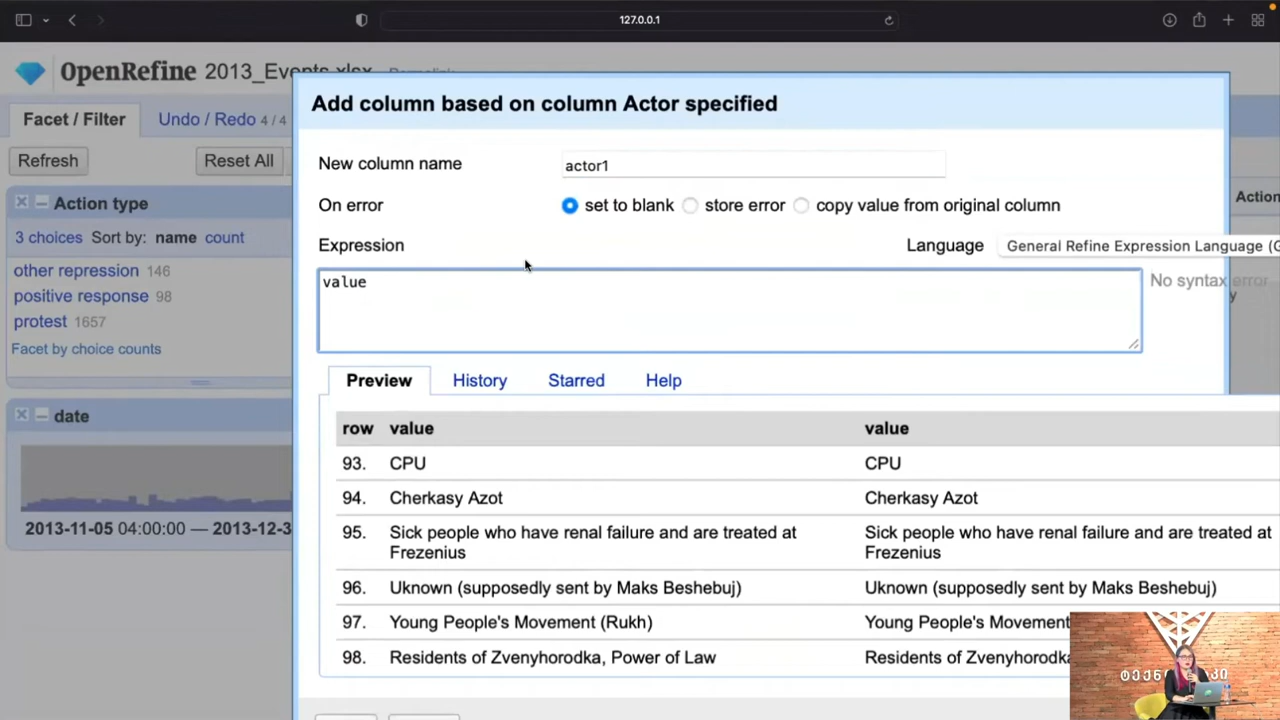 127.0.0.1
OpenRefine 2013_Events.xlsx Permalink
Add column based on column Actor specified
Facet / Filter Undo / Redo 4 / 4
Refresh Reset All
New column name actor1
Action
Action type
On error set to blank store error copy value from original column
3 choices Sort by: name count
Expression Language General Refine Expression Language (G
other repression 146
positive response 98
protest 1657
Facet by choice counts
value No syntax error
y
Preview History Starred Help
date
2013-11-05 04:00:00 — 2013-12-3
row value value
93. CPU CPU
94. Cherkasy Azot Cherkasy Azot
95. Sick people who have renal failure and are treated at Sick people who have renal failure and are treated at
Frezenius Frezenius
96. Uknown (supposedly sent by Maks Beshebuj) Uknown (supposedly sent by Maks Beshebuj)
97. Young People's Movement (Rukh) Young People's Movement
98. Residents of Zvenyhorodka, Power of Law Residents of Zvenyhorodka